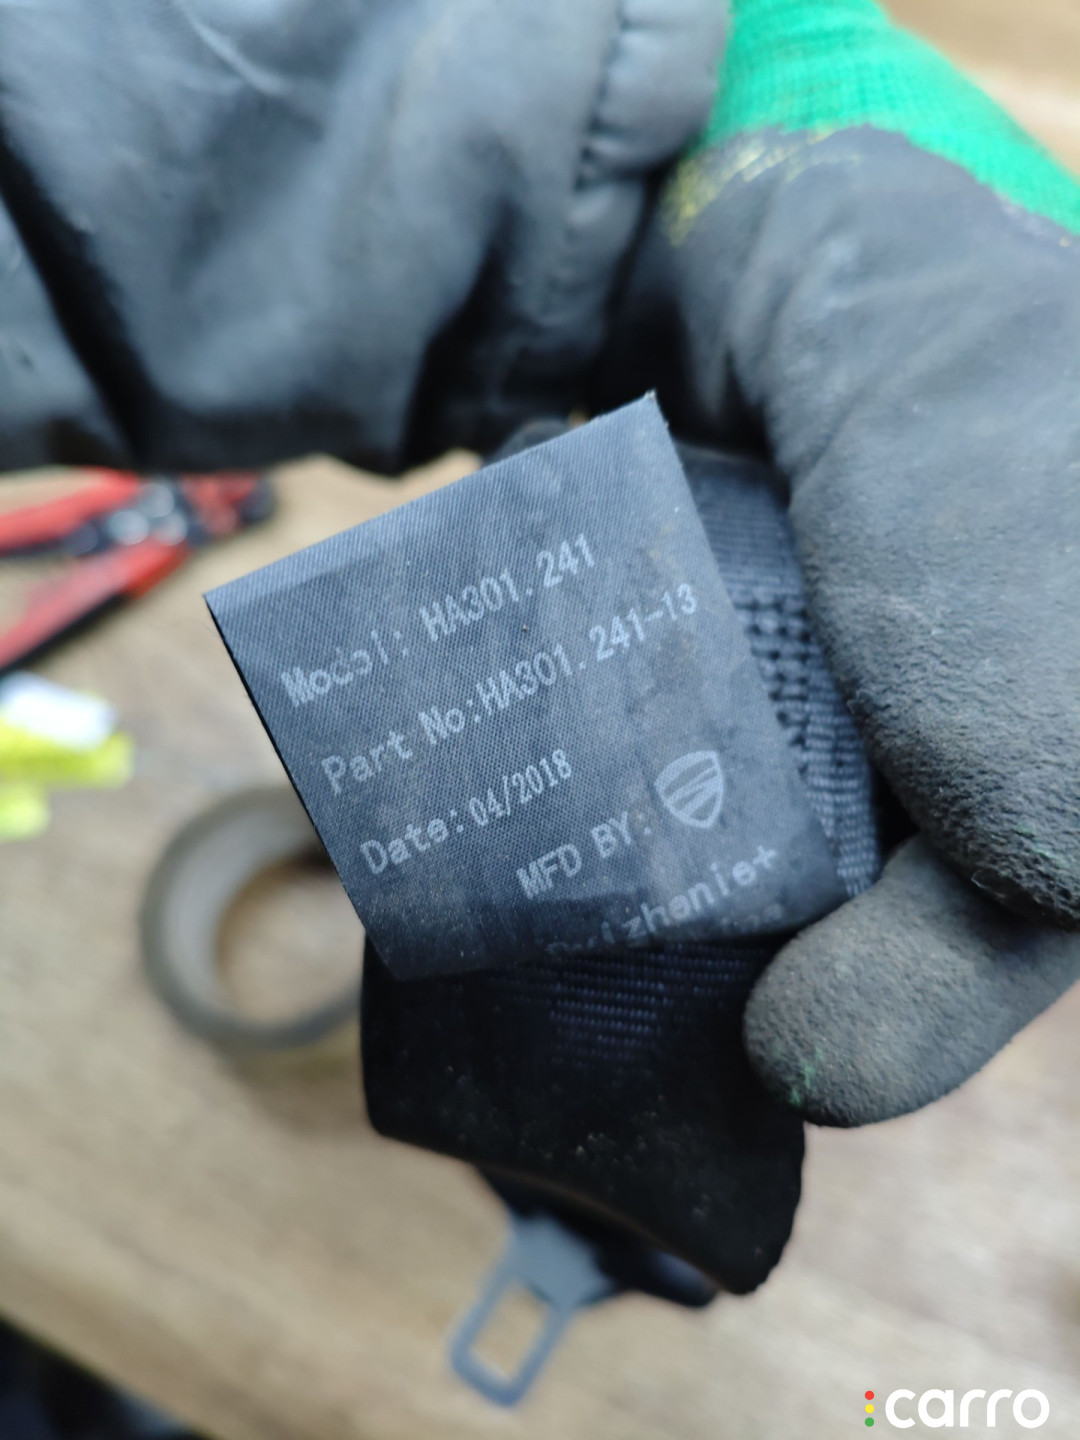 Model: HA301.241
Part No:HA301.241-13
Date:04/2018
MFD BY:
carro